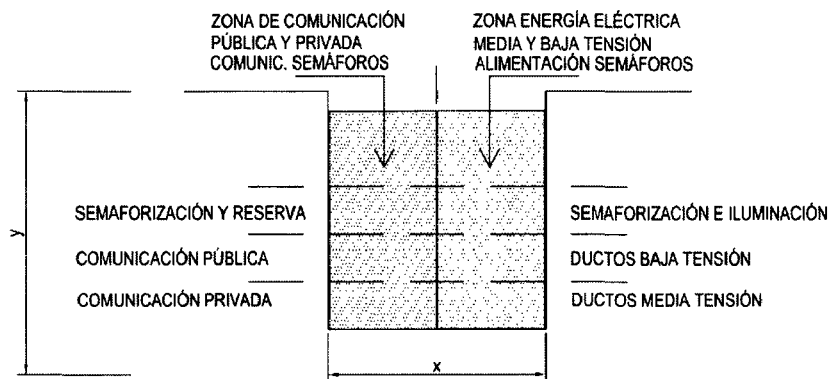 ZONA DE COMUNICACIÓN
PÚBLICA Y PRIVADA
COMUNIC. SEMÁFOROS
ZONA ENERGÍA ELÉCTRICA
MEDIA Y BAJA TENSIÓN
ALIMENTACIÓN SEMÁFOROS
SEMAFORIZACIÓN Y RESERVA
SEMAFORIZACIÓN E ILUMINACIÓN
y
COMUNICACIÓN PÚBLICA
DUCTOS BAJA TENSIÓN
COMUNICACIÓN PRIVADA
DUCTOS MEDIA TENSIÓN
x